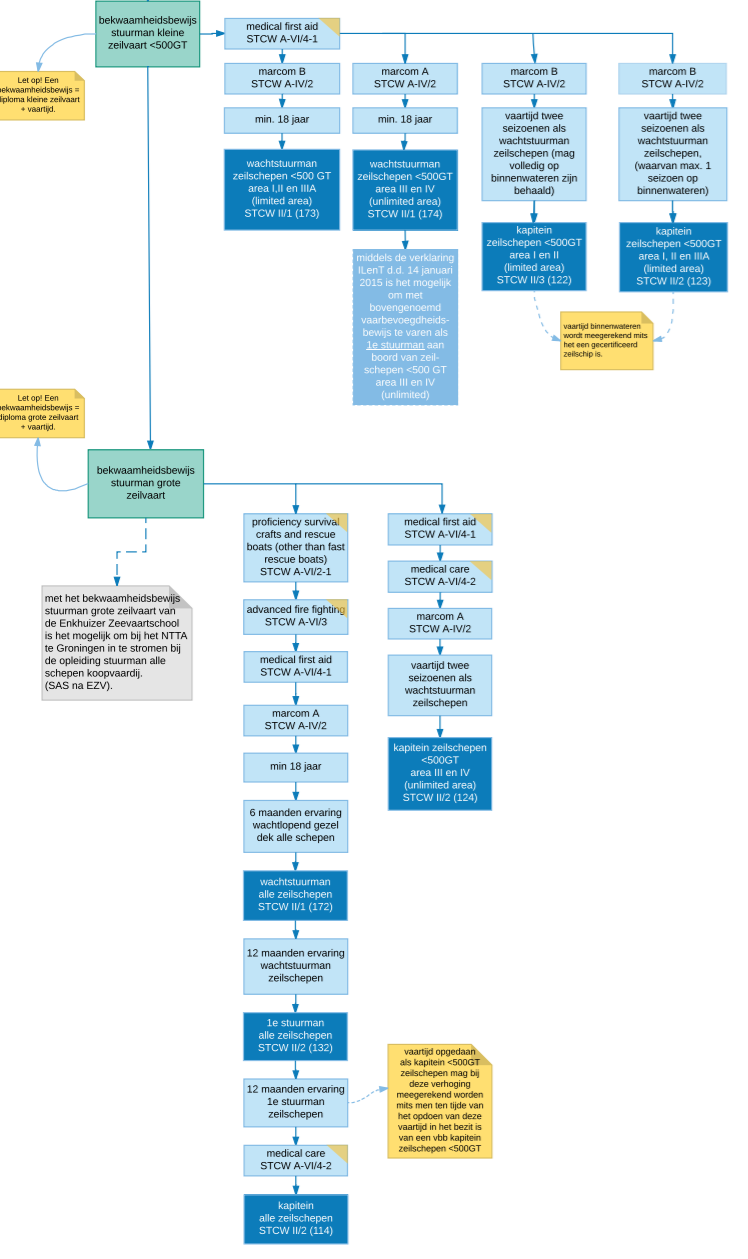 bekwaamheidsbewijs
stuurman kleine
zeilvaart <500GT
Let op! Een
bekwaamheidsbewijs =
diploma kleine zeilvaart
+ vaartijd.
medical first aid
STCW A-VI/4-1
marcom B
STCW A-IV/2
min. 18 jaar
wachtstuurman
zeilschepen <500 GT
area I,II en IIIA
(limited area)
STCW II/1 (173)
marcom A
STCW A-IV/2
min. 18 jaar
wachtstuurman
zeilschepen <500GT
area III en IV
(unlimited area)
STCW II/1 (174)
middels de verklaring
ILenT d.d. 14 januari
2015 is het mogelijk
om met
bovengenoemd
vaarbevoegdheids-
bewijs te varen als
1e stuurman aan
boord van zeil-
schepen <500 GT
area III en IV
(unlimited)
marcom B
STCW A-IV/2
vaartijd twee
seizoenen als
wachtstuurman
zeilschepen (mag
volledig op
binnenwateren zijn
behaald)
kapitein
zeilschepen <500GT
area I en II
(limited area)
STCW II/3 (122)
marcom B
STCW A-IV/2
vaartijd twee
seizoenen als
wachtstuurman
zeilschepen,
(waarvan max. 1
seizoen op
binnenwateren)
kapitein
zeilschepen <500GT
area I, II en IIIA
(limited area)
STCW II/2 (123)
vaartijd binnenwateren
wordt meegerekend mits
het een gecertificeerd
zeilschip is.
Let op! Een
bekwaamheidsbewijs =
diploma grote zeilvaart
+ vaartijd.
bekwaamheidsbewijs
stuurman grote
zeilvaart
met het bekwaamheidsbewijs
stuurman grote zeilvaart van
de Enkhuizer Zeevaartschool
is het mogelijk om bij het NTTA
te Groningen in te stromen bij
de opleiding stuurman alle
schepen koopvaardij.
(SAS na EZV).
proficiency survival
crafts and rescue
boats (other than fast
rescue boats)
STCW A-VI/2-1
advanced fire fighting
STCW A-VI/3
medical first aid
STCW A-VI/4-1
marcom A
STCW A-IV/2
min 18 jaar
6 maanden ervaring
wachtlopend gezel
dek alle schepen
wachtstuurman
alle zeilschepen
STCW II/1 (172)
12 maanden ervaring
wachtstuurman
zeilschepen
1e stuurman
alle zeilschepen
STCW II/2 (132)
12 maanden ervaring
1e stuurman
zeilschepen
medical care
STCW A-VI/4-2
kapitein
alle zeilschepen
STCW II/2 (114)
medical first aid
STCW A-VI/4-1
medical care
STCW A-VI/4-2
marcom A
STCW A-IV/2
vaartijd twee
seizoenen als
wachtstuurman
zeilschepen
kapitein zeilschepen
<500GT
area III en IV
(unlimited area)
STCW II/2 (124)
vaartijd opgedaan
als kapitein <500GT
zeilschepen mag bij
deze verhoging
meegerekend worden
mits men ten tijde van
het opdoen van deze
vaartijd in het bezit is
van een vbb kapitein
zeilschepen <500GT